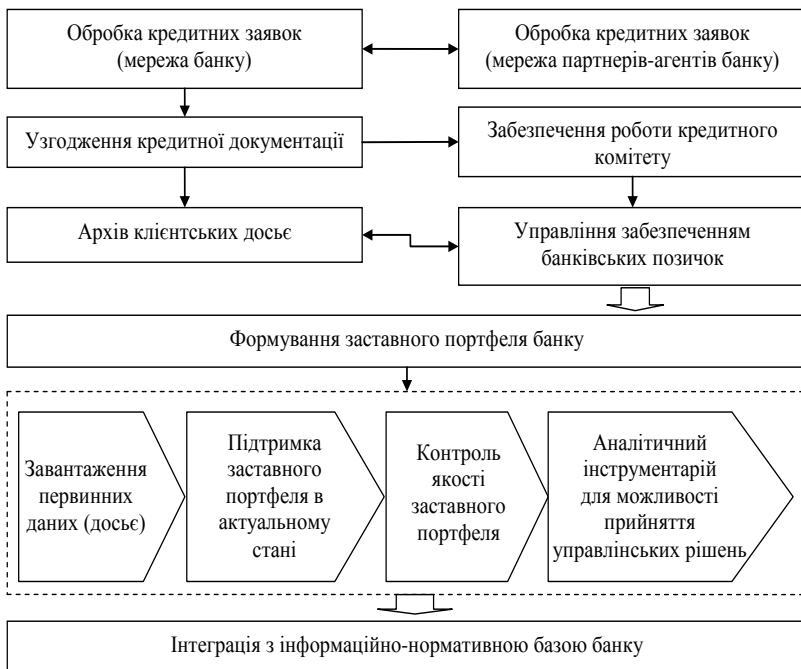 Обробка кредитних заявок
(мережа банку)
Обробка кредитних заявок
(мережа партнерів-агентів банку)
Узгодження кредитної документації
Забезпечення роботи кредитного
комітету
Архів клієнтських досьє
Управління забезпеченням
банківських позичок
Формування заставного портфеля банку
Завантаження
первинних
даних (досьє)
Підтримка
заставного
портфеля в
актуальному
стані
Контроль
якості
заставного
портфеля
Аналітичний
інструментарій
для можливості
прийняття
управлінських рішень
Інтеграція з інформаційно-нормативною базою банку